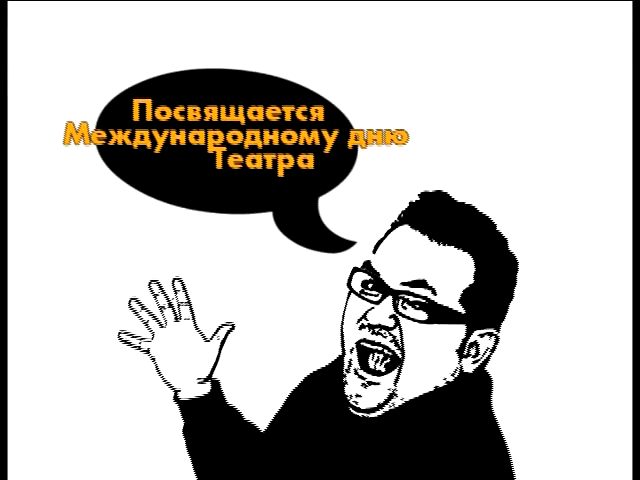 Посвящается
Международному дню
Театра